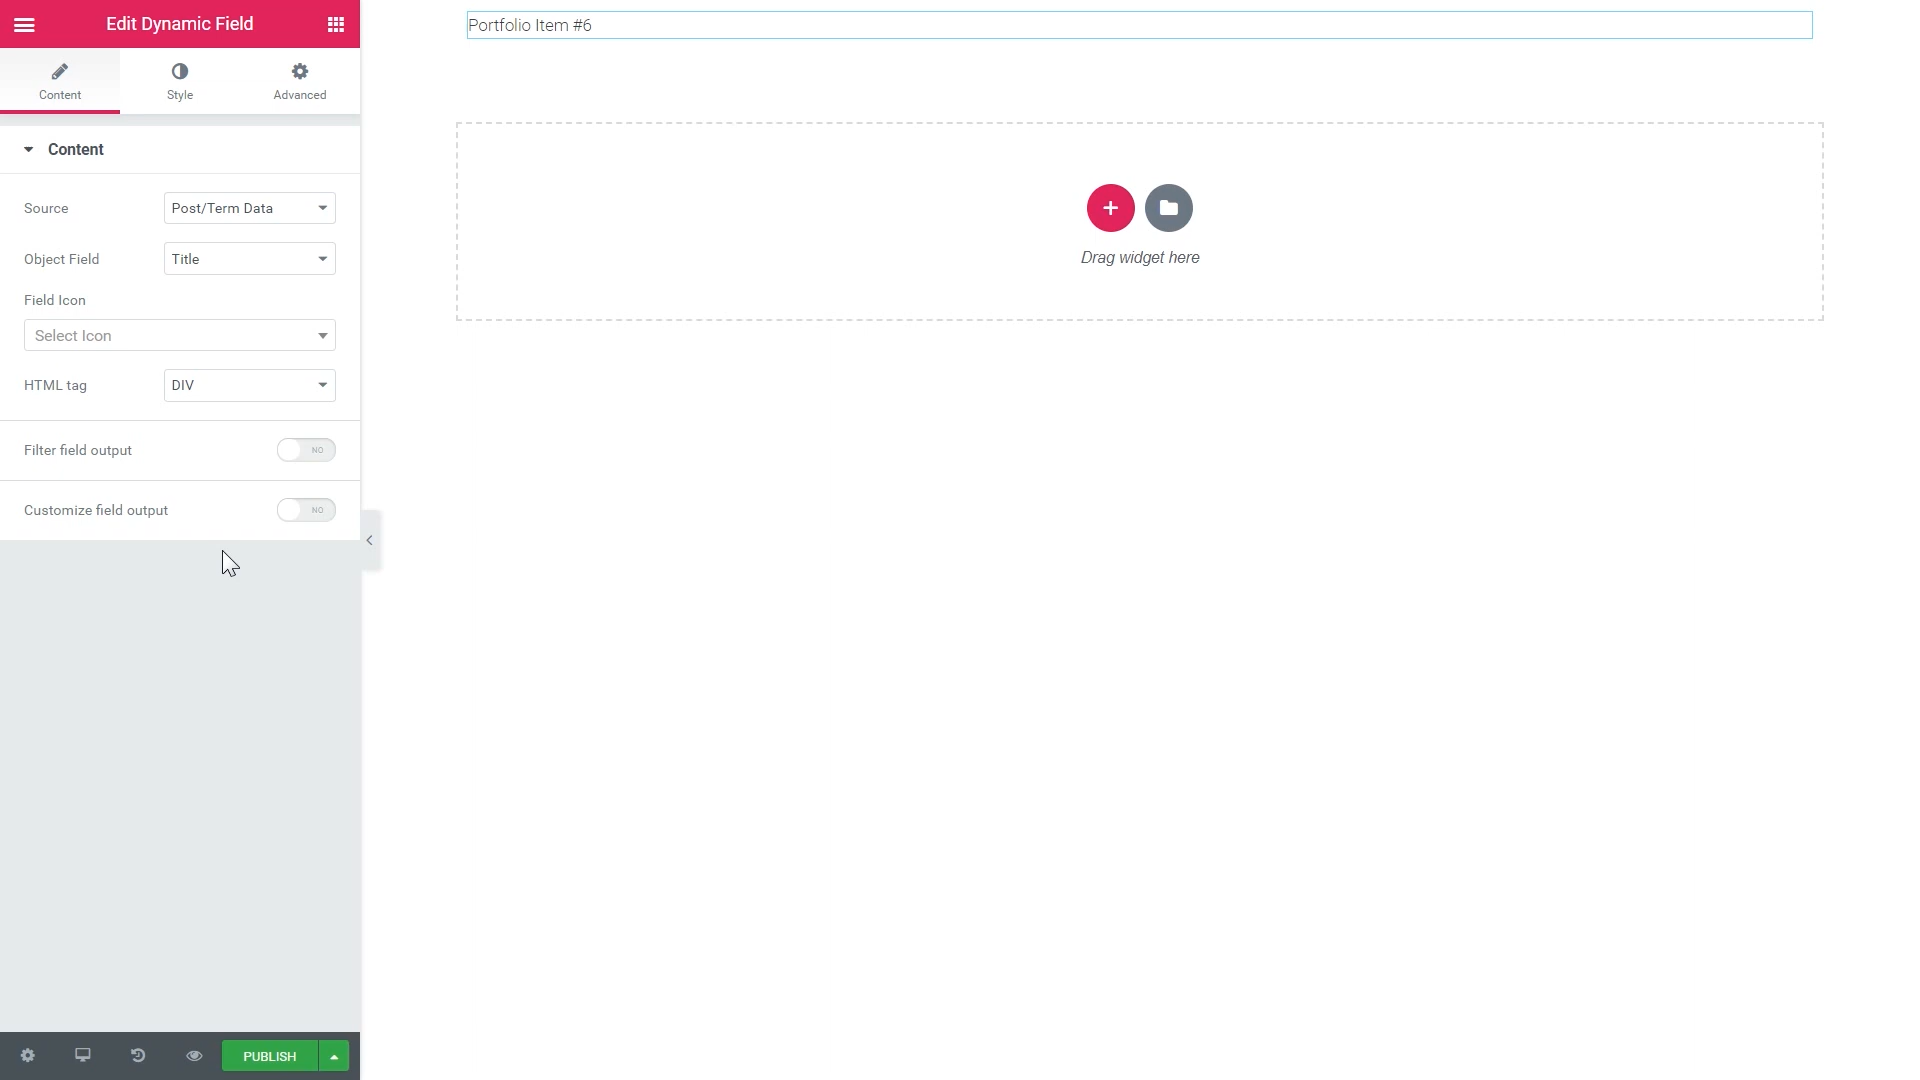 Edit Dynamic Field
Content
Style
Advanced
Content
Source
Post/Term Data
Object Field
Title
Field Icon
Select Icon
HTML tag
DIV
Filter field output
NO
Customize field output
NO
PUBLISH
Portfolio Item #6
Drag widget here